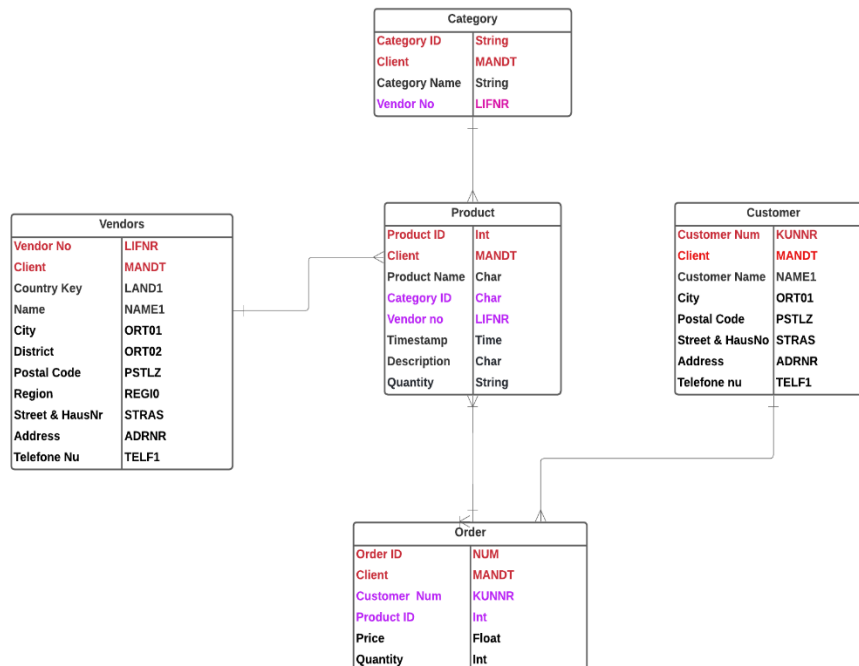 Category
Category ID String
Client MANDT
Category Name String
Vendor No LIFNR
Vendors
Vendor No LIFNR
Client MANDT
Country Key LAND1
Name NAME1
City ORT01
District ORT02
Postal Code PSTLZ
Region REGI0
Street & HausNr STRAS
Address ADRNR
Telefone Nu TELF1
Product
Product ID Int
Client MANDT
Product Name Char
Category ID Char
Vendor no LIFNR
Timestamp Time
Description Char
Quantity String
Customer
Customer Num KUNNR
Client MANDT
Customer Name NAME1
City ORT01
Postal Code PSTLZ
Street & HausNo STRAS
Address ADRNR
Telefone nu TELF1
Order
Order ID NUM
Client MANDT
Customer Num KUNNR
Product ID Int
Price Float
Quantity Int